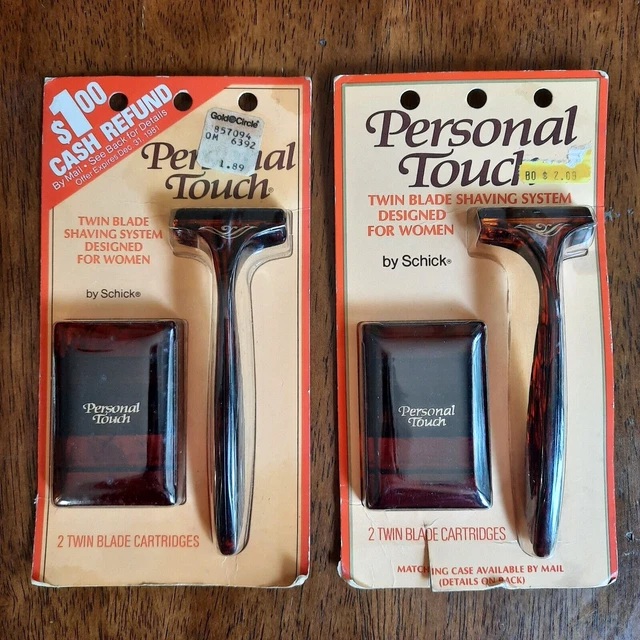 $1.00
CASH REFUND
By Mail • See Back for Details
Offer Expires Dec. 31, 1981
Gold Circle
857094
OM 6392
1.89
Personal
Touch
TWIN BLADE
SHAVING SYSTEM
DESIGNED
FOR WOMEN
by Schick®
Personal
Touch
2 TWIN BLADE CARTRIDGES
Personal
Touch
80 $ 2.09
TWIN BLADE SHAVING SYSTEM
DESIGNED
FOR WOMEN
by Schick®
Personal
Touch
2 TWIN BLADE CARTRIDGES
MATCHING CASE AVAILABLE BY MAIL
(DETAILS ON BACK)